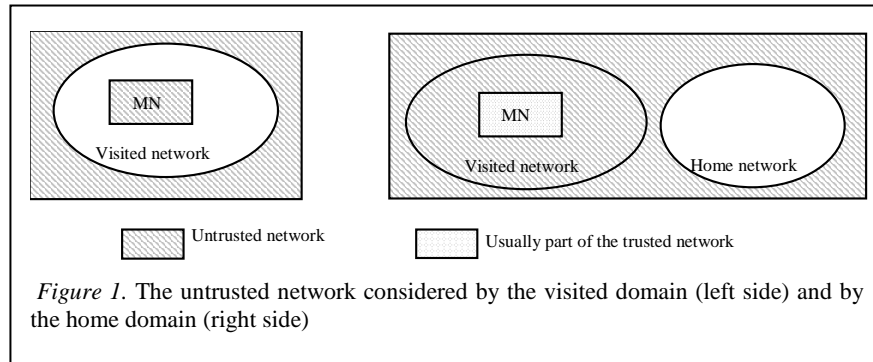 MN
Visited network
MN
Visited network
Home network
Untrusted network
Usually part of the trusted network
Figure 1. The untrusted network considered by the visited domain (left side) and by
the home domain (right side)